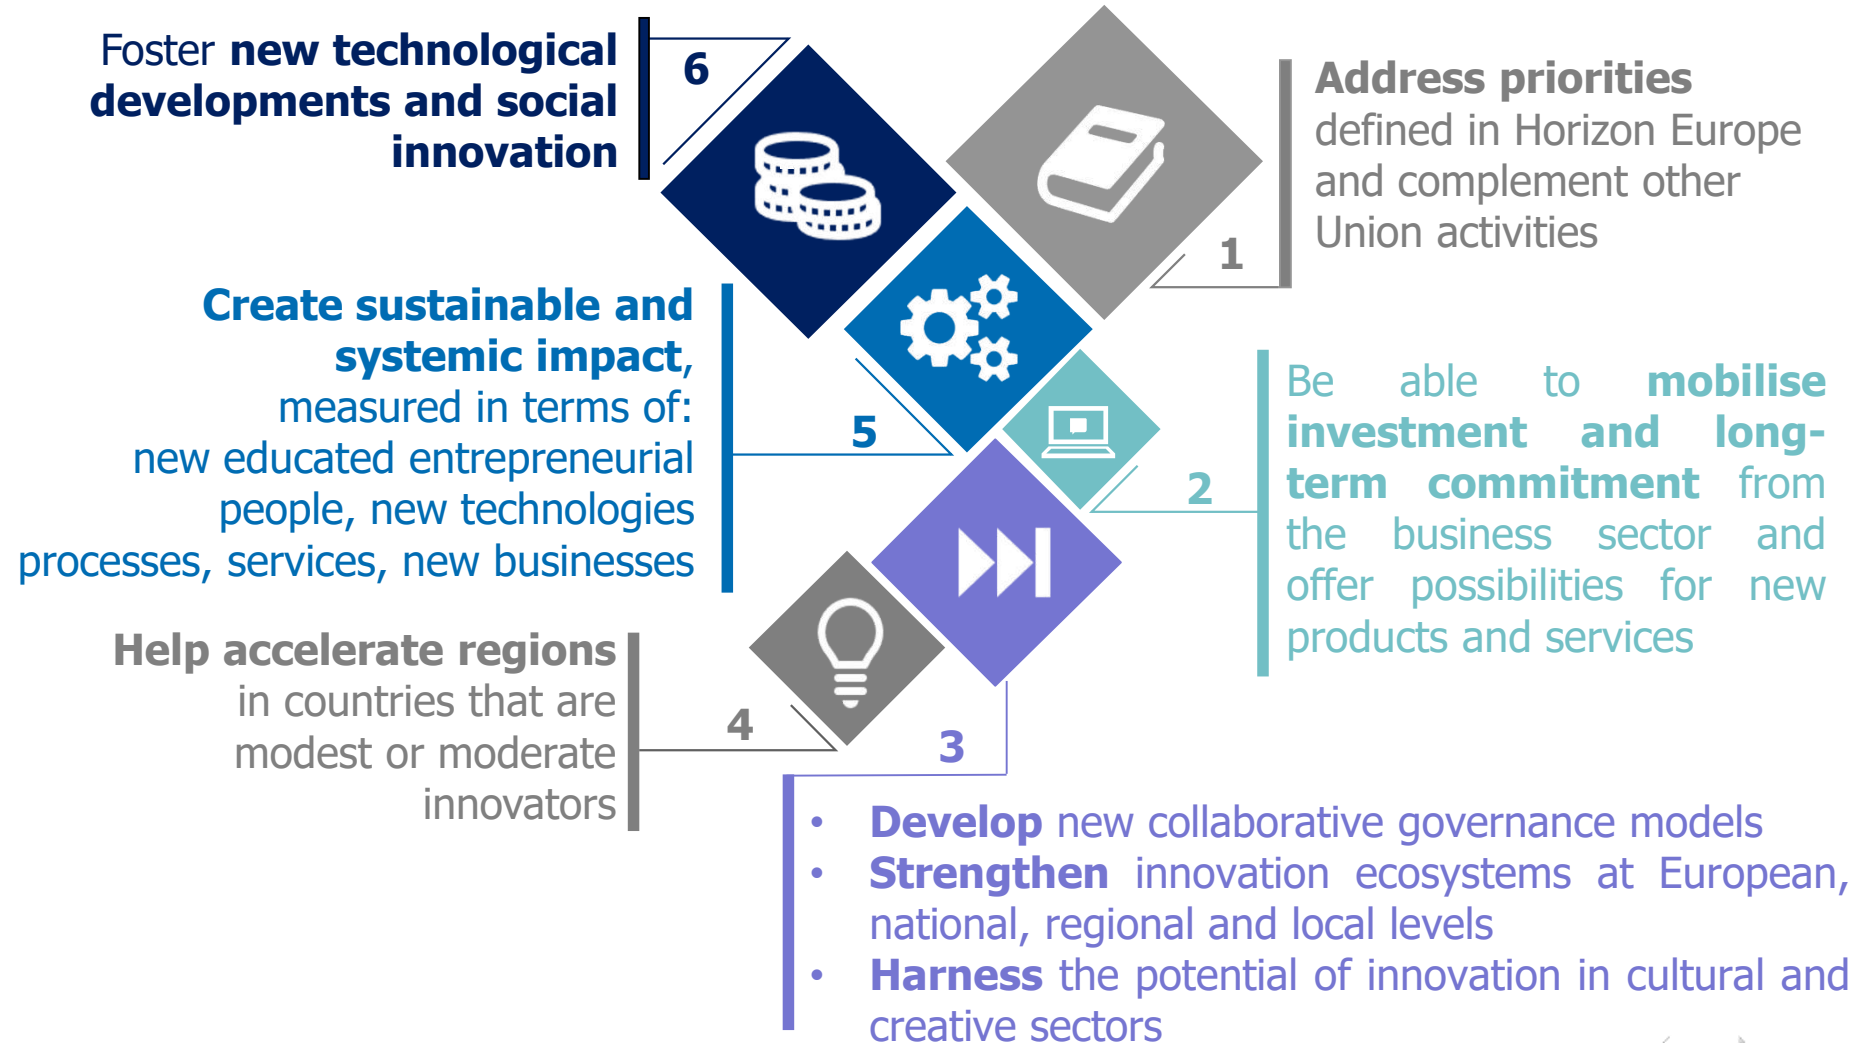 Foster new technological
developments and social
innovation
6
Address priorities
defined in Horizon Europe
and complement other
Union activities
1
Create sustainable and
systemic impact,
measured in terms of:
new educated entrepreneurial
people, new technologies
processes, services, new businesses
5
Be able to mobilise
investment and long-
term commitment from
the business sector and
offer possibilities for new
products and services
2
Help accelerate regions
in countries that are
modest or moderate
innovators
4
3
• Develop new collaborative governance models
• Strengthen innovation ecosystems at European,
national, regional and local levels
• Harness the potential of innovation in cultural and
creative sectors